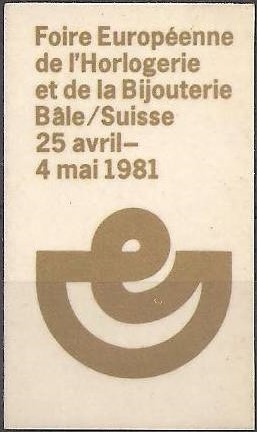 Foire Européenne
de l'Horlogerie
et de la Bijouterie
Bâle/Suisse
25 avril–
4 mai 1981
e